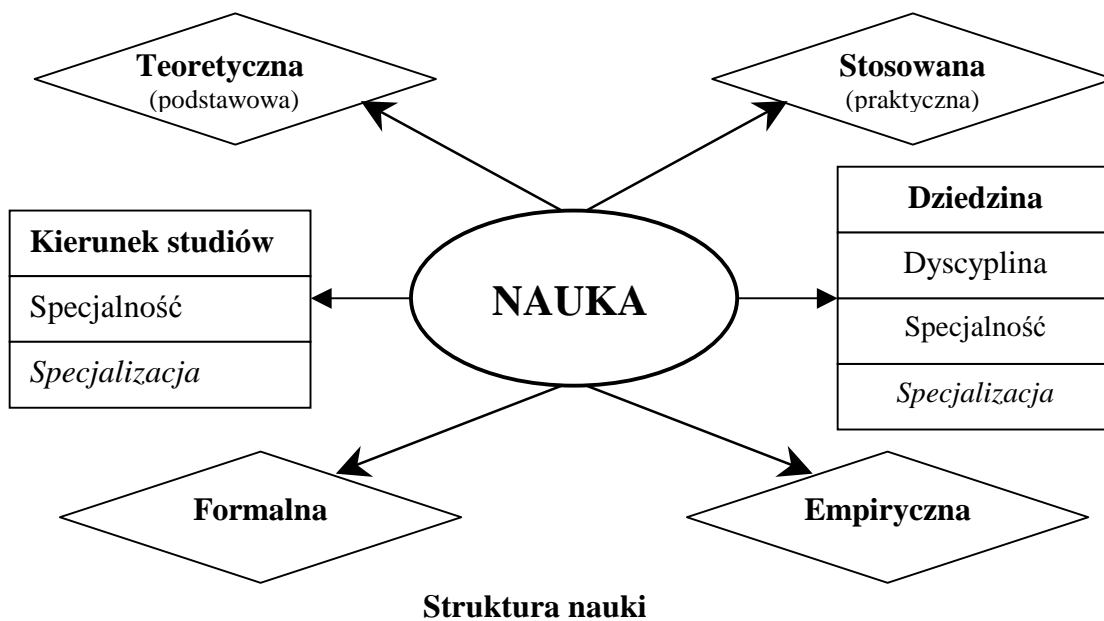 Teoretyczna
(podstawowa)
Stosowana
(praktyczna)
Kierunek studiów
Specjalność
Specjalizacja
NAUKA
Dziedzina
Dyscyplina
Specjalność
Specjalizacja
Formalna
Empiryczna
Struktura nauki